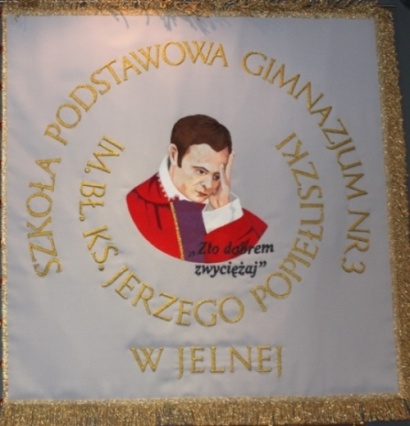 SZKOŁA PODSTAWOWA GIMNAZJUM NR.3
IM. BŁ. KS. JERZEGO POPIEŁUSZKI
„Zło dobrem
zwyciężaj”
W JELNEJ